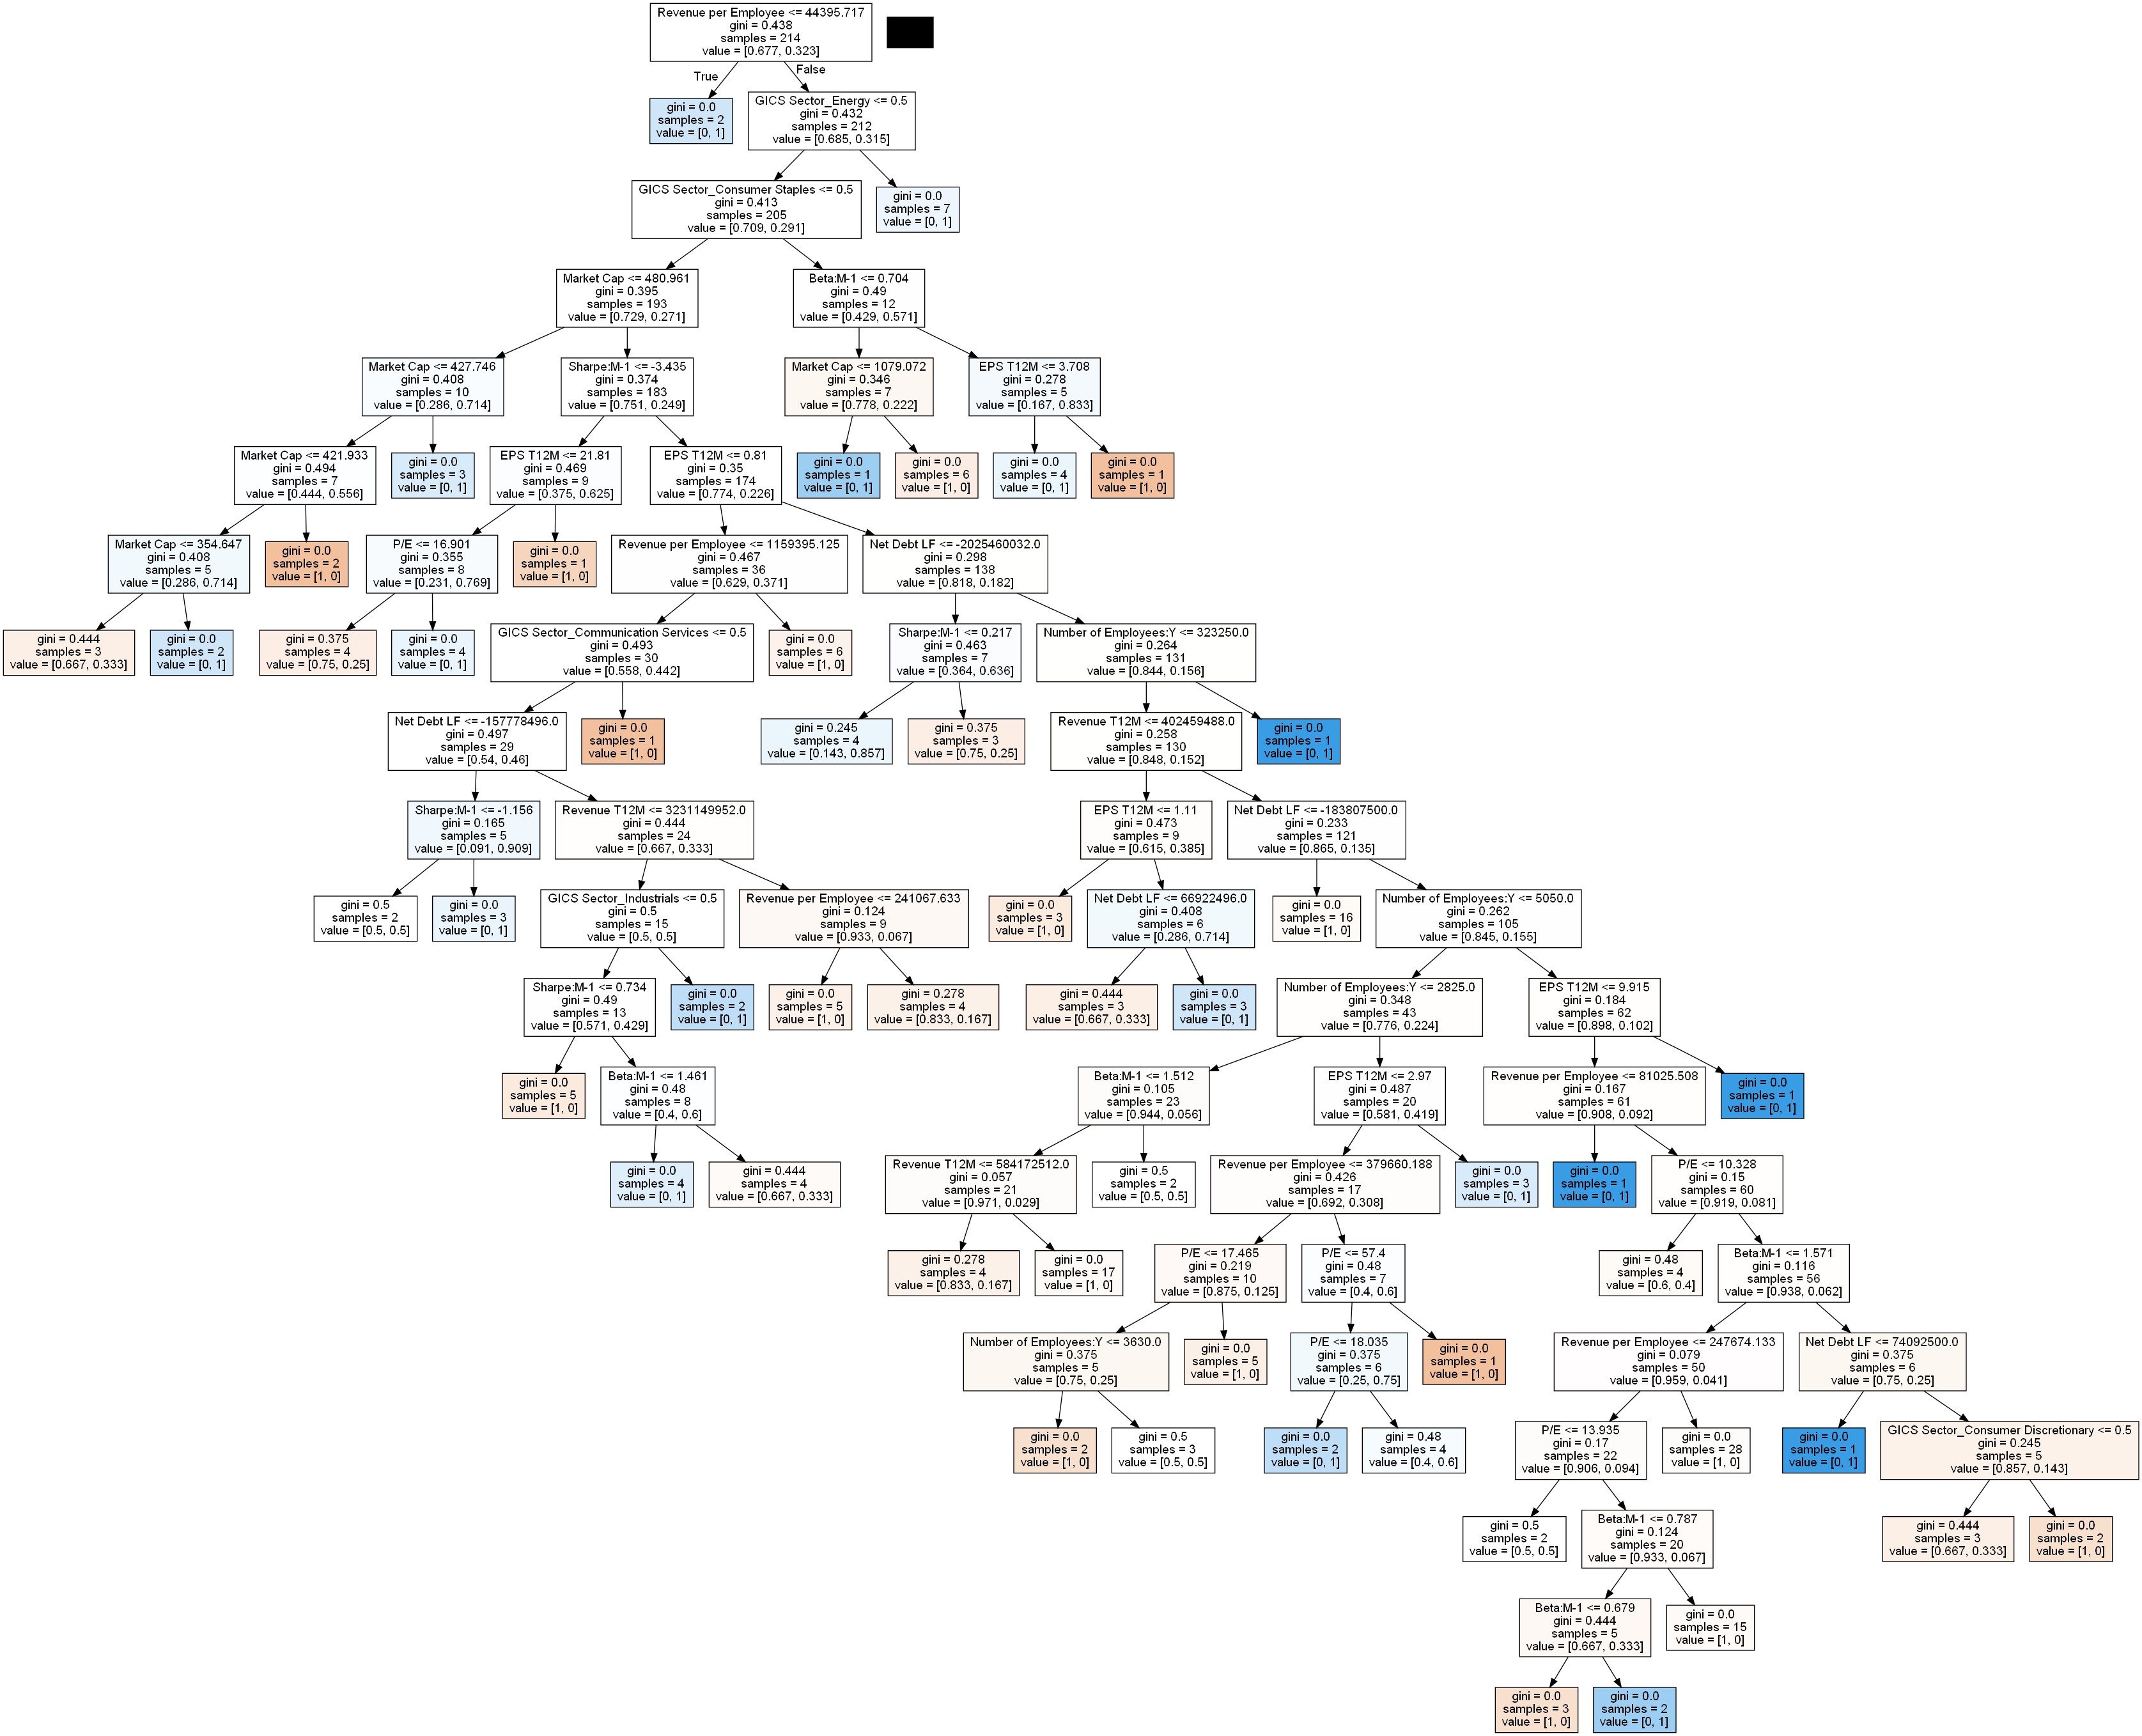 Revenue per Employee <= 44395.717
gini = 0.438
samples = 214
value = [0.677, 0.323]
True
False
gini = 0.0
samples = 2
value = [0, 1]
GICS Sector_Energy <= 0.5
gini = 0.432
samples = 212
value = [0.685, 0.315]
GICS Sector_Consumer Staples <= 0.5
gini = 0.413
samples = 205
value = [0.709, 0.291]
gini = 0.0
samples = 7
value = [0, 1]
Market Cap <= 480.961
gini = 0.395
samples = 193
value = [0.729, 0.271]
Beta:M-1 <= 0.704
gini = 0.49
samples = 12
value = [0.429, 0.571]
Market Cap <= 427.746
gini = 0.408
samples = 10
value = [0.286, 0.714]
Sharpe:M-1 <= -3.435
gini = 0.374
samples = 183
value = [0.751, 0.249]
Market Cap <= 1079.072
gini = 0.346
samples = 7
value = [0.778, 0.222]
EPS T12M <= 3.708
gini = 0.278
samples = 5
value = [0.167, 0.833]
Market Cap <= 421.933
gini = 0.494
samples = 7
value = [0.444, 0.556]
gini = 0.0
samples = 3
value = [0, 1]
EPS T12M <= 21.81
gini = 0.469
samples = 9
value = [0.375, 0.625]
EPS T12M <= 0.81
gini = 0.35
samples = 174
value = [0.774, 0.226]
gini = 0.0
samples = 1
value = [0, 1]
gini = 0.0
samples = 6
value = [1, 0]
gini = 0.0
samples = 4
value = [0, 1]
gini = 0.0
samples = 1
value = [1, 0]
Market Cap <= 354.647
gini = 0.408
samples = 5
value = [0.286, 0.714]
gini = 0.0
samples = 2
value = [1, 0]
P/E <= 16.901
gini = 0.355
samples = 8
value = [0.231, 0.769]
gini = 0.0
samples = 1
value = [1, 0]
Revenue per Employee <= 1159395.125
gini = 0.467
samples = 36
value = [0.629, 0.371]
Net Debt LF <= -2025460032.0
gini = 0.298
samples = 138
value = [0.818, 0.182]
gini = 0.444
samples = 3
value = [0.667, 0.333]
gini = 0.0
samples = 2
value = [0, 1]
gini = 0.375
samples = 4
value = [0.75, 0.25]
gini = 0.0
samples = 4
value = [0, 1]
GICS Sector_Communication Services <= 0.5
gini = 0.493
samples = 30
value = [0.558, 0.442]
gini = 0.0
samples = 6
value = [1, 0]
Sharpe:M-1 <= 0.217
gini = 0.463
samples = 7
value = [0.364, 0.636]
Number of Employees:Y <= 323250.0
gini = 0.264
samples = 131
value = [0.844, 0.156]
Net Debt LF <= -157778496.0
gini = 0.497
samples = 29
value = [0.54, 0.46]
gini = 0.0
samples = 1
value = [1, 0]
gini = 0.245
samples = 4
value = [0.143, 0.857]
gini = 0.375
samples = 3
value = [0.75, 0.25]
Revenue T12M <= 402459488.0
gini = 0.258
samples = 130
value = [0.848, 0.152]
gini = 0.0
samples = 1
value = [0, 1]
Sharpe:M-1 <= -1.156
gini = 0.165
samples = 5
value = [0.091, 0.909]
Revenue T12M <= 3231149952.0
gini = 0.444
samples = 24
value = [0.667, 0.333]
EPS T12M <= 1.11
gini = 0.473
samples = 9
value = [0.615, 0.385]
Net Debt LF <= -183807500.0
gini = 0.233
samples = 121
value = [0.865, 0.135]
gini = 0.5
samples = 2
value = [0.5, 0.5]
gini = 0.0
samples = 3
value = [0, 1]
GICS Sector_Industrials <= 0.5
gini = 0.5
samples = 15
value = [0.5, 0.5]
Revenue per Employee <= 241067.633
gini = 0.124
samples = 9
value = [0.933, 0.067]
gini = 0.0
samples = 3
value = [1, 0]
Net Debt LF <= 66922496.0
gini = 0.408
samples = 6
value = [0.286, 0.714]
gini = 0.0
samples = 16
value = [1, 0]
Number of Employees:Y <= 5050.0
gini = 0.262
samples = 105
value = [0.845, 0.155]
Sharpe:M-1 <= 0.734
gini = 0.49
samples = 13
value = [0.571, 0.429]
gini = 0.0
samples = 2
value = [0, 1]
gini = 0.0
samples = 5
value = [1, 0]
gini = 0.278
samples = 4
value = [0.833, 0.167]
gini = 0.444
samples = 3
value = [0.667, 0.333]
gini = 0.0
samples = 3
value = [0, 1]
Number of Employees:Y <= 2825.0
gini = 0.348
samples = 43
value = [0.776, 0.224]
EPS T12M <= 9.915
gini = 0.184
samples = 62
value = [0.898, 0.102]
gini = 0.0
samples = 5
value = [1, 0]
Beta:M-1 <= 1.461
gini = 0.48
samples = 8
value = [0.4, 0.6]
Beta:M-1 <= 1.512
gini = 0.105
samples = 23
value = [0.944, 0.056]
EPS T12M <= 2.97
gini = 0.487
samples = 20
value = [0.581, 0.419]
Revenue per Employee <= 81025.508
gini = 0.167
samples = 61
value = [0.908, 0.092]
gini = 0.0
samples = 1
value = [0, 1]
gini = 0.0
samples = 4
value = [0, 1]
gini = 0.444
samples = 4
value = [0.667, 0.333]
Revenue T12M <= 584172512.0
gini = 0.057
samples = 21
value = [0.971, 0.029]
gini = 0.5
samples = 2
value = [0.5, 0.5]
Revenue per Employee <= 379660.188
gini = 0.426
samples = 17
value = [0.692, 0.308]
gini = 0.0
samples = 3
value = [0, 1]
gini = 0.0
samples = 1
value = [0, 1]
P/E <= 10.328
gini = 0.15
samples = 60
value = [0.919, 0.081]
gini = 0.278
samples = 4
value = [0.833, 0.167]
gini = 0.0
samples = 17
value = [1, 0]
P/E <= 17.465
gini = 0.219
samples = 10
value = [0.875, 0.125]
P/E <= 57.4
gini = 0.48
samples = 7
value = [0.4, 0.6]
gini = 0.48
samples = 4
value = [0.6, 0.4]
Beta:M-1 <= 1.571
gini = 0.116
samples = 56
value = [0.938, 0.062]
Number of Employees:Y <= 3630.0
gini = 0.375
samples = 5
value = [0.75, 0.25]
gini = 0.0
samples = 5
value = [1, 0]
P/E <= 18.035
gini = 0.375
samples = 6
value = [0.25, 0.75]
gini = 0.0
samples = 1
value = [1, 0]
Revenue per Employee <= 247674.133
gini = 0.079
samples = 50
value = [0.959, 0.041]
Net Debt LF <= 74092500.0
gini = 0.375
samples = 6
value = [0.75, 0.25]
gini = 0.0
samples = 2
value = [1, 0]
gini = 0.5
samples = 3
value = [0.5, 0.5]
gini = 0.0
samples = 2
value = [0, 1]
gini = 0.48
samples = 4
value = [0.4, 0.6]
P/E <= 13.935
gini = 0.17
samples = 22
value = [0.906, 0.094]
gini = 0.0
samples = 28
value = [1, 0]
gini = 0.0
samples = 1
value = [0, 1]
GICS Sector_Consumer Discretionary <= 0.5
gini = 0.245
samples = 5
value = [0.857, 0.143]
gini = 0.5
samples = 2
value = [0.5, 0.5]
Beta:M-1 <= 0.787
gini = 0.124
samples = 20
value = [0.933, 0.067]
gini = 0.444
samples = 3
value = [0.667, 0.333]
gini = 0.0
samples = 2
value = [1, 0]
Beta:M-1 <= 0.679
gini = 0.444
samples = 5
value = [0.667, 0.333]
gini = 0.0
samples = 15
value = [1, 0]
gini = 0.0
samples = 3
value = [1, 0]
gini = 0.0
samples = 2
value = [0, 1]